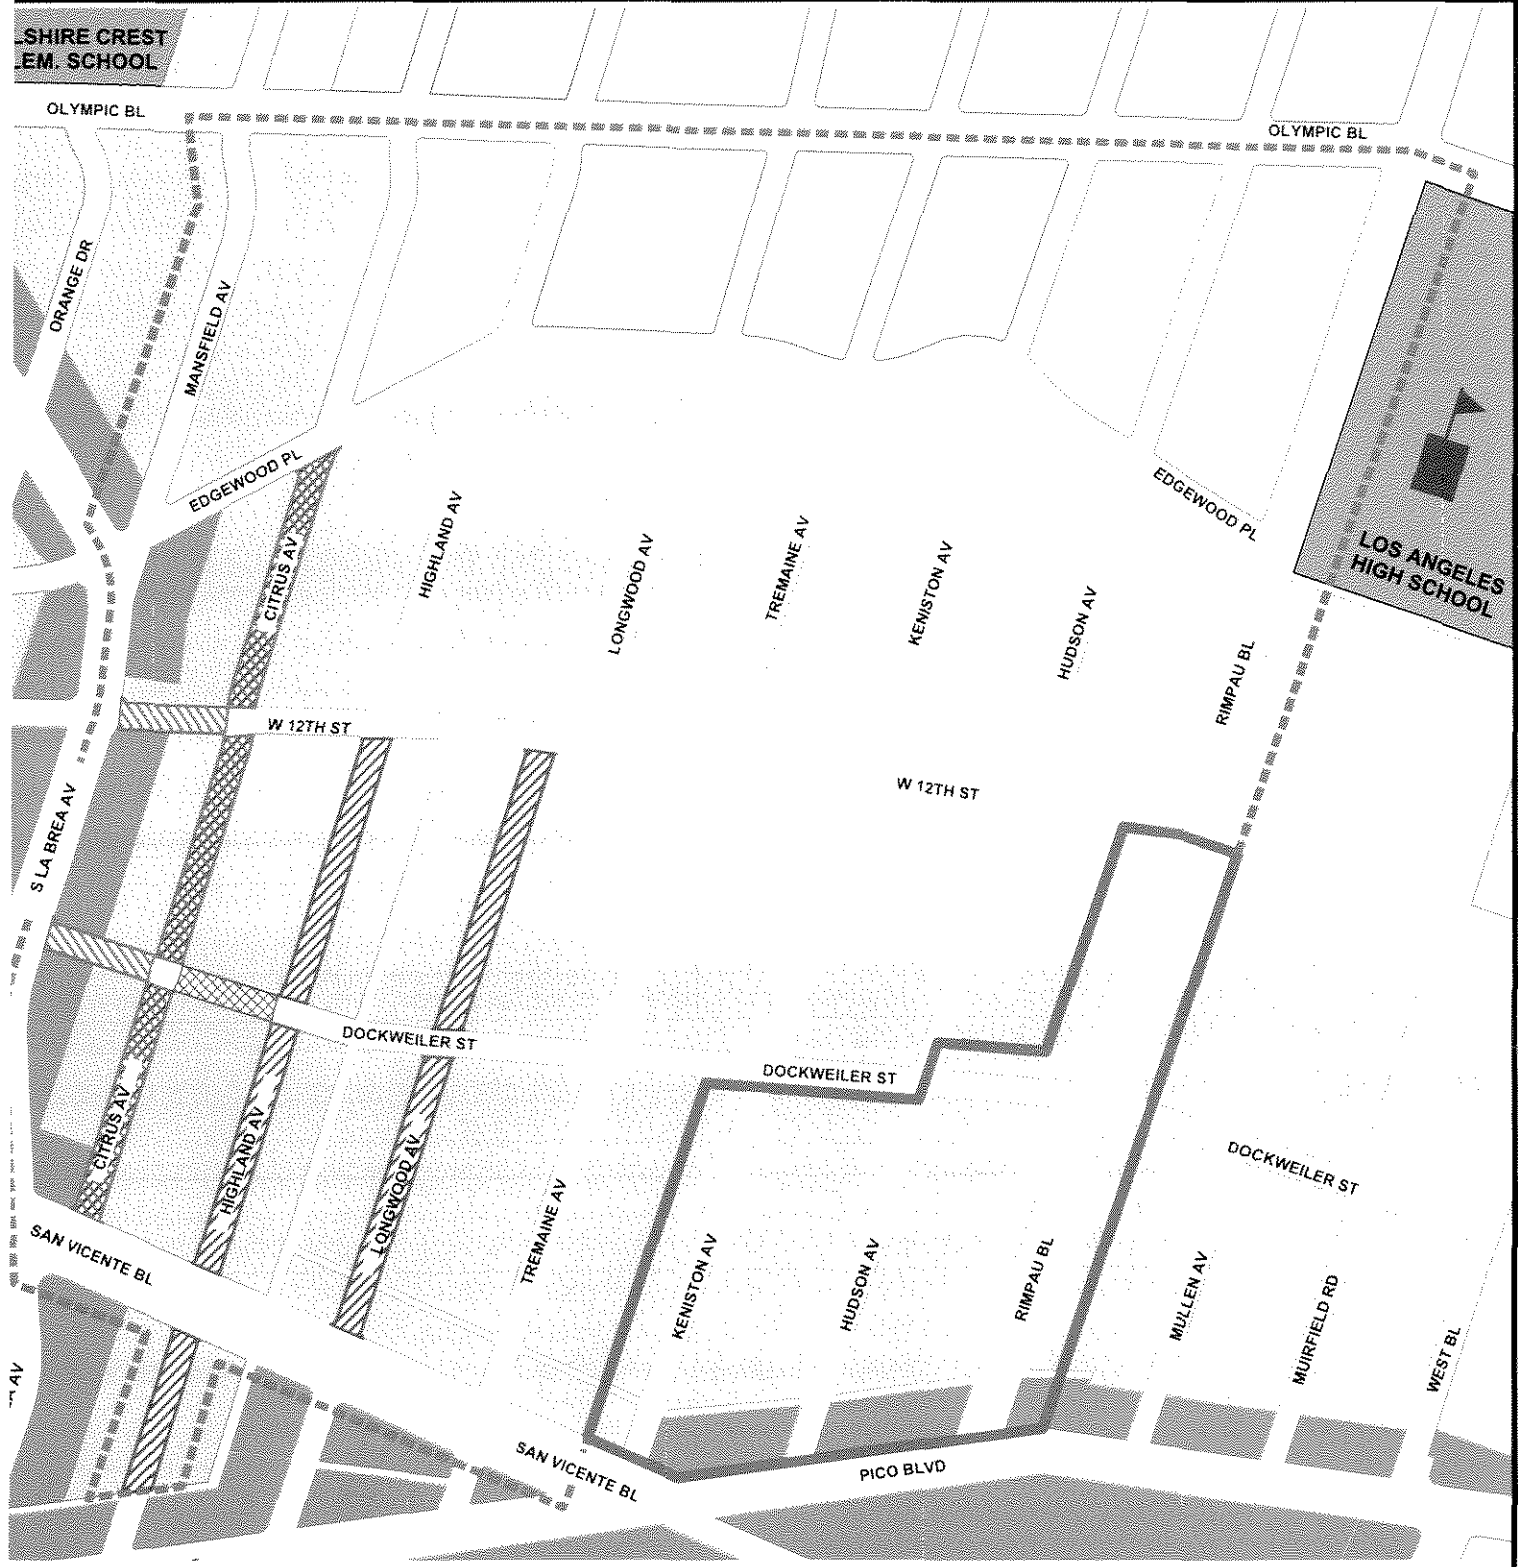 LSHIRE CREST
LEM. SCHOOL
OLYMPIC BL
OLYMPIC BL
ORANGE DR
MANSFIELD AV
EDGEWOOD PL
EDGEWOOD PL
CITRUS AV
HIGHLAND AV
LONGWOOD AV
TREMAINE AV
KENISTON AV
HUDSON AV
RIMPAU BL
LOS ANGELES
HIGH SCHOOL
W 12TH ST
W 12TH ST
S LA BREA AV
DOCKWEILER ST
DOCKWEILER ST
DOCKWEILER ST
CITRUS AV
HIGHLAND AV
LONGWOOD AV
TREMAINE AV
KENISTON AV
HUDSON AV
RIMPAU BL
MULLEN AV
MUIRFIELD RD
WEST BL
SAN VICENTE BL
AV
SAN VICENTE BL
PICO BLVD